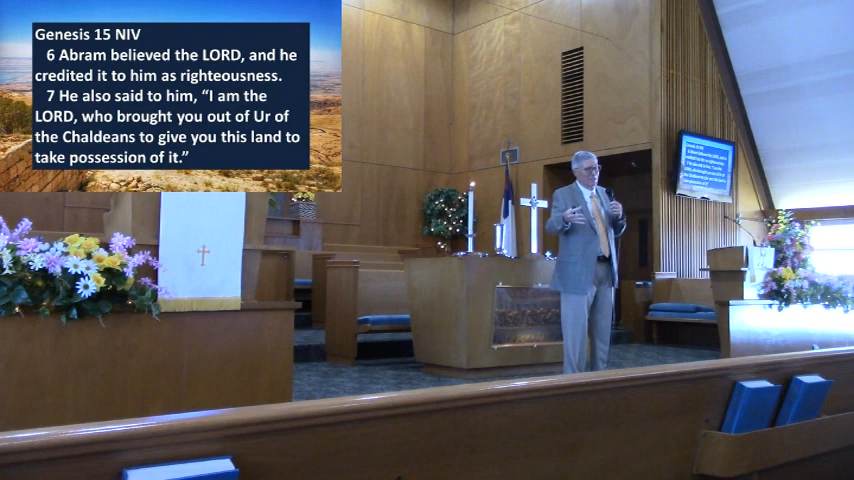 Genesis 15 NIV
6 Abram believed the LORD, and he
credited it to him as righteousness.
7 He also said to him, “I am the
LORD, who brought you out of Ur of
the Chaldeans to give you this land to
take possession of it.”